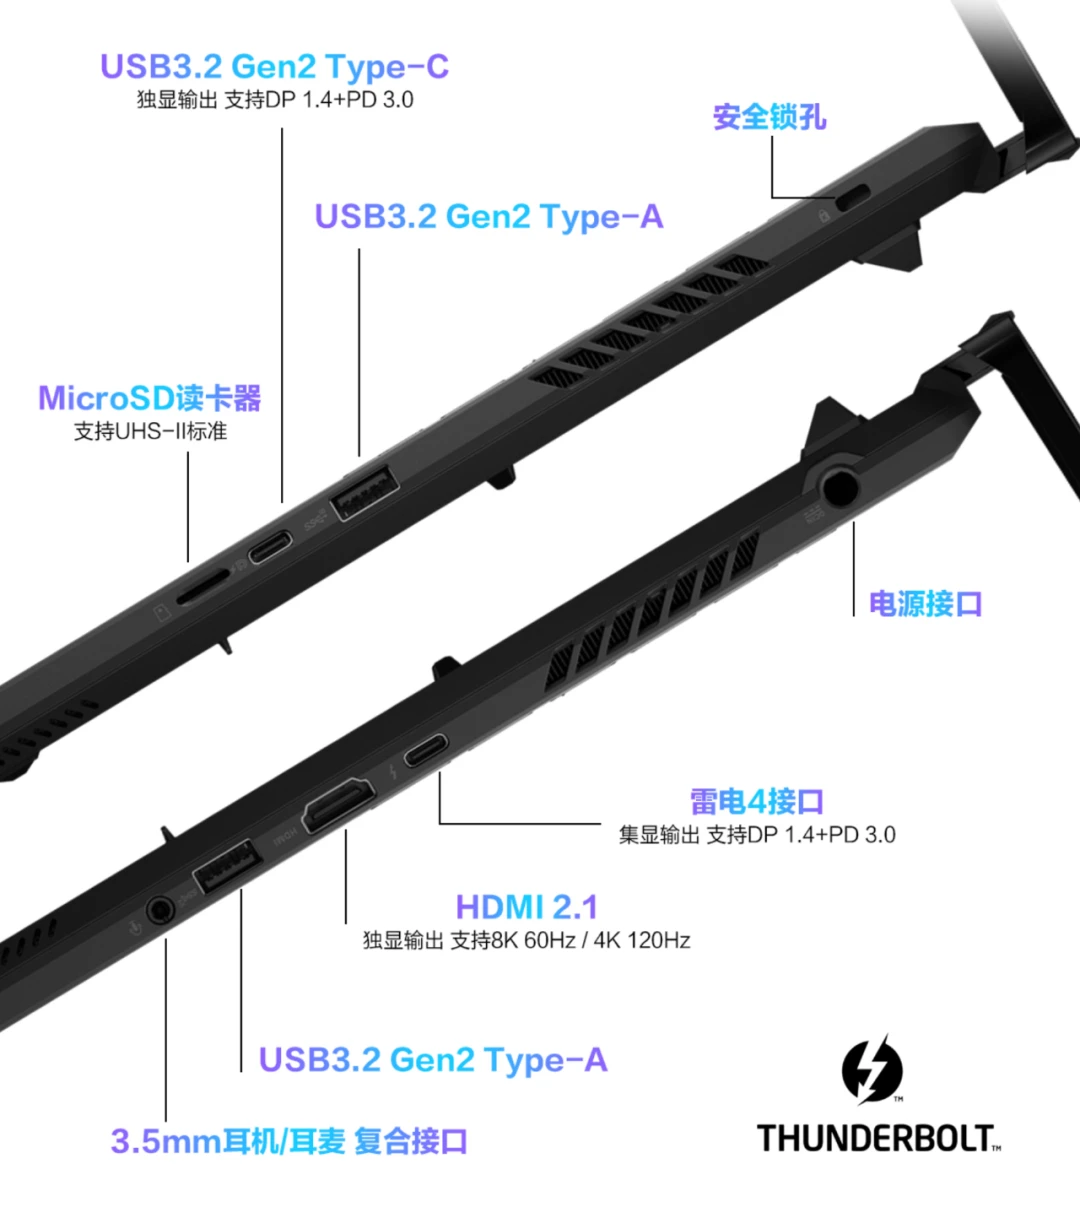 USB3.2 Gen2 Type-C
独显输出 支持DP 1.4+PD 3.0
安全锁孔
USB3.2 Gen2 Type-A
MicroSD读卡器
支持UHS-II标准
电源接口
雷电4接口
集显输出 支持DP 1.4+PD 3.0
HDMI
HDMI 2.1
独显输出 支持8K 60Hz / 4K 120Hz
USB3.2 Gen2 Type-A
3.5mm耳机/耳麦 复合接口
THUNDERBOLT™